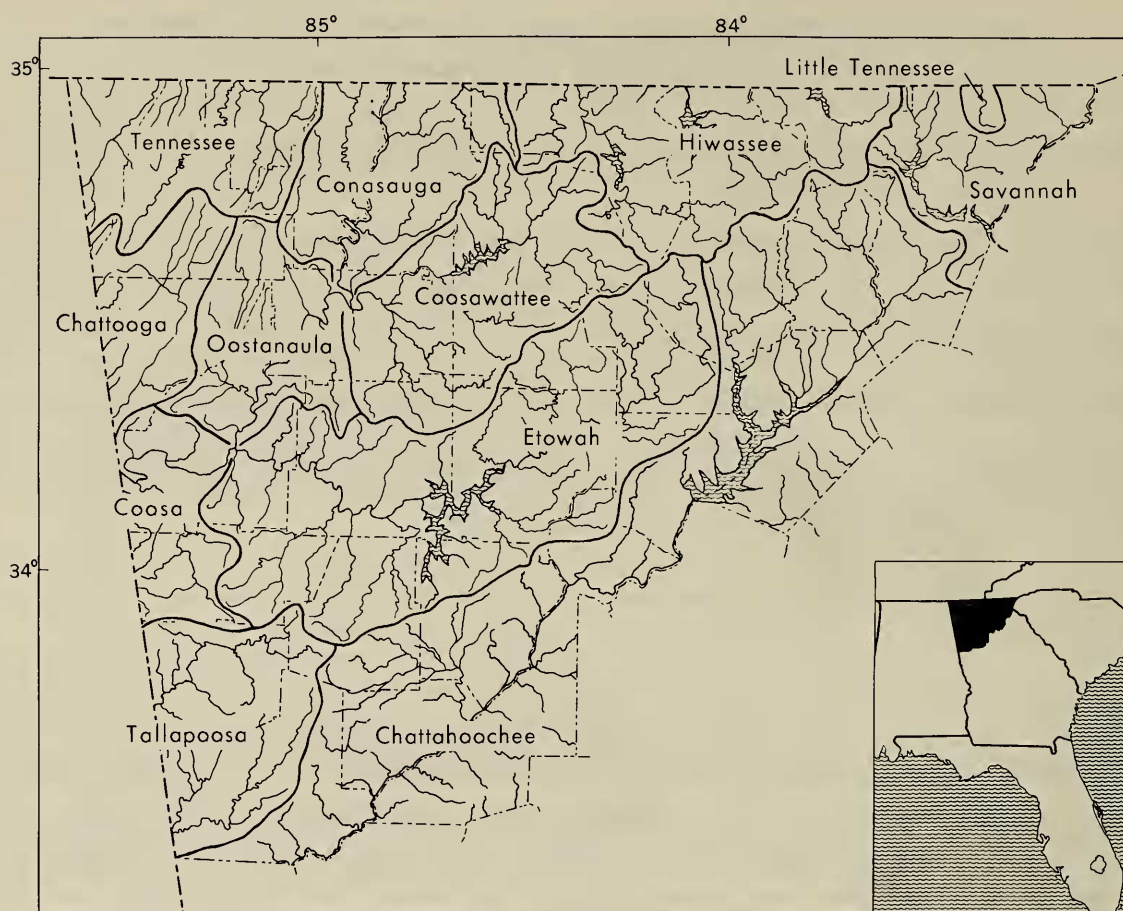 85°
84°
35°
Little Tennessee
Tennessee
Hiwassee
Conasauga
Savannah
Coosawattee
Chattooga
Oostanaula
Etowah
Coosa
34°
Tallapoosa
Chattahoochee